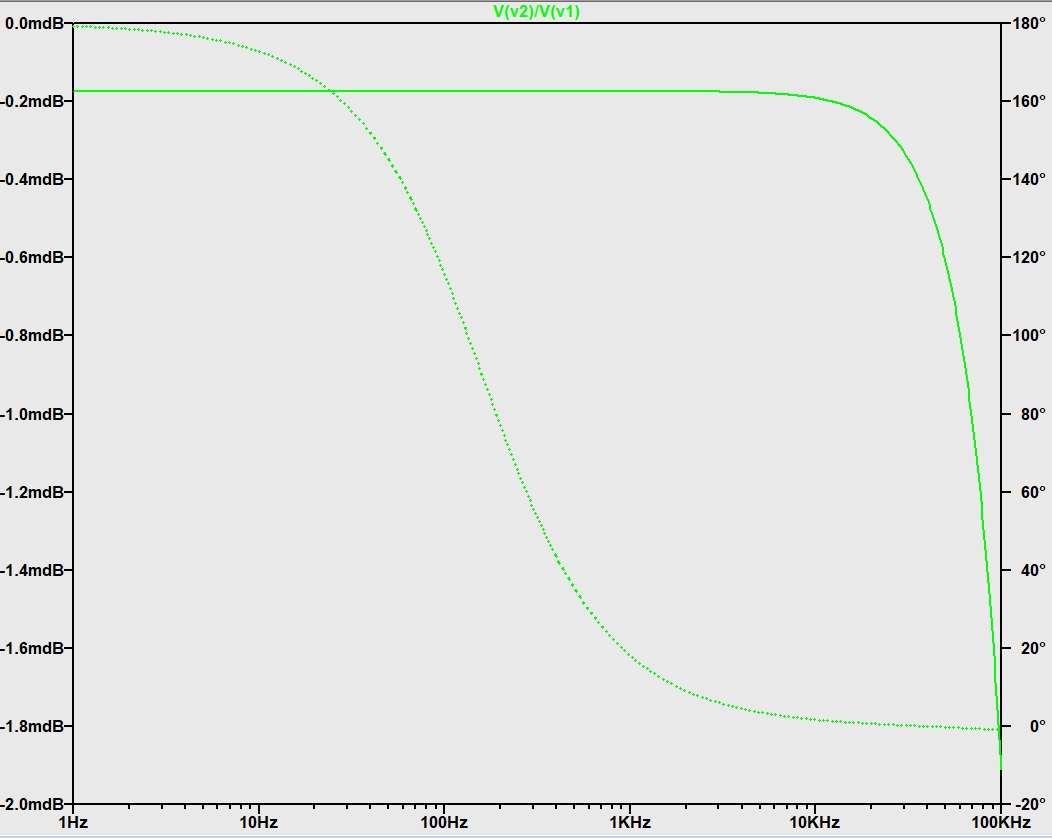 V(v2)/V(v1)
0.0mdB 180°
-0.2mdB 160°
-0.4mdB 140°
-0.6mdB 120°
-0.8mdB 100°
-1.0mdB 80°
-1.2mdB 60°
-1.4mdB 40°
-1.6mdB 20°
-1.8mdB 0°
-2.0mdB -20°
1Hz 10Hz 100Hz 1KHz 10KHz 100KHz